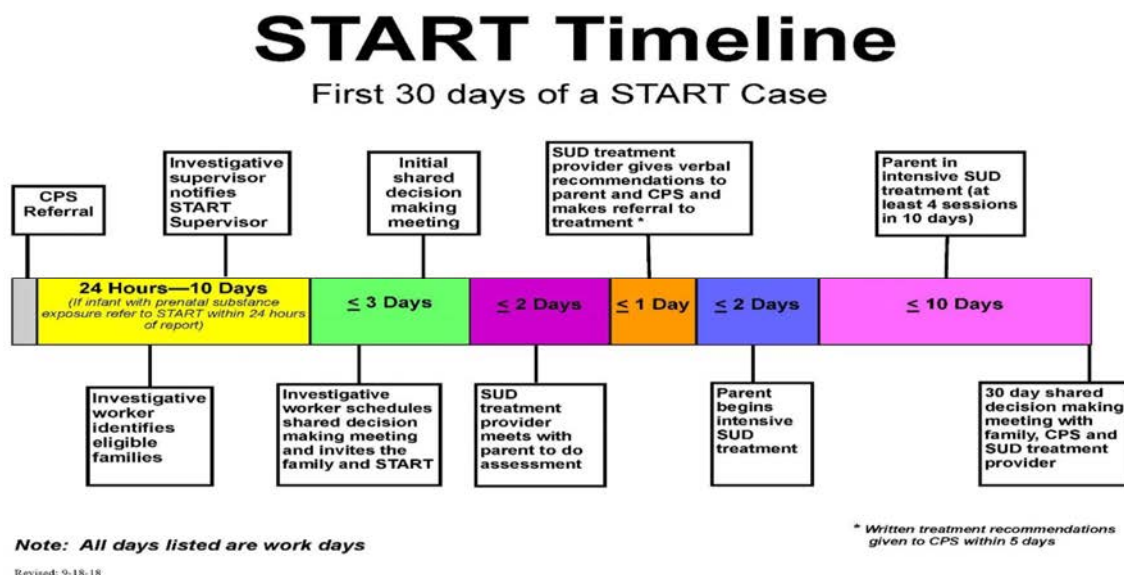 START Timeline
First 30 days of a START Case
CPS
Referral
Investigative
supervisor
notifies
START
Supervisor
Initial
shared
decision
making
meeting
SUD treatment
provider gives verbal
recommendations to
parent and CPS and
makes referral to
treatment *
Parent in
intensive SUD
treatment (at
least 4 sessions
in 10 days)
24 Hours—10 Days
(If infant with prenatal substance
exposure refer to START within 24 hours
of report)
≤ 3 Days
≤ 2 Days
≤ 1 Day
≤ 2 Days
≤ 10 Days
Investigative
worker
identifies
eligible
families
Investigative
worker schedules
shared decision
making meeting
and invites the
family and START
SUD
treatment
provider
meets with
parent to do
assessment
Parent
begins
intensive
SUD
treatment
30 day shared
decision making
meeting with
family, CPS and
SUD treatment
provider
* Written treatment recommendations
given to CPS within 5 days
Note: All days listed are work days
Revised: 9-18-18